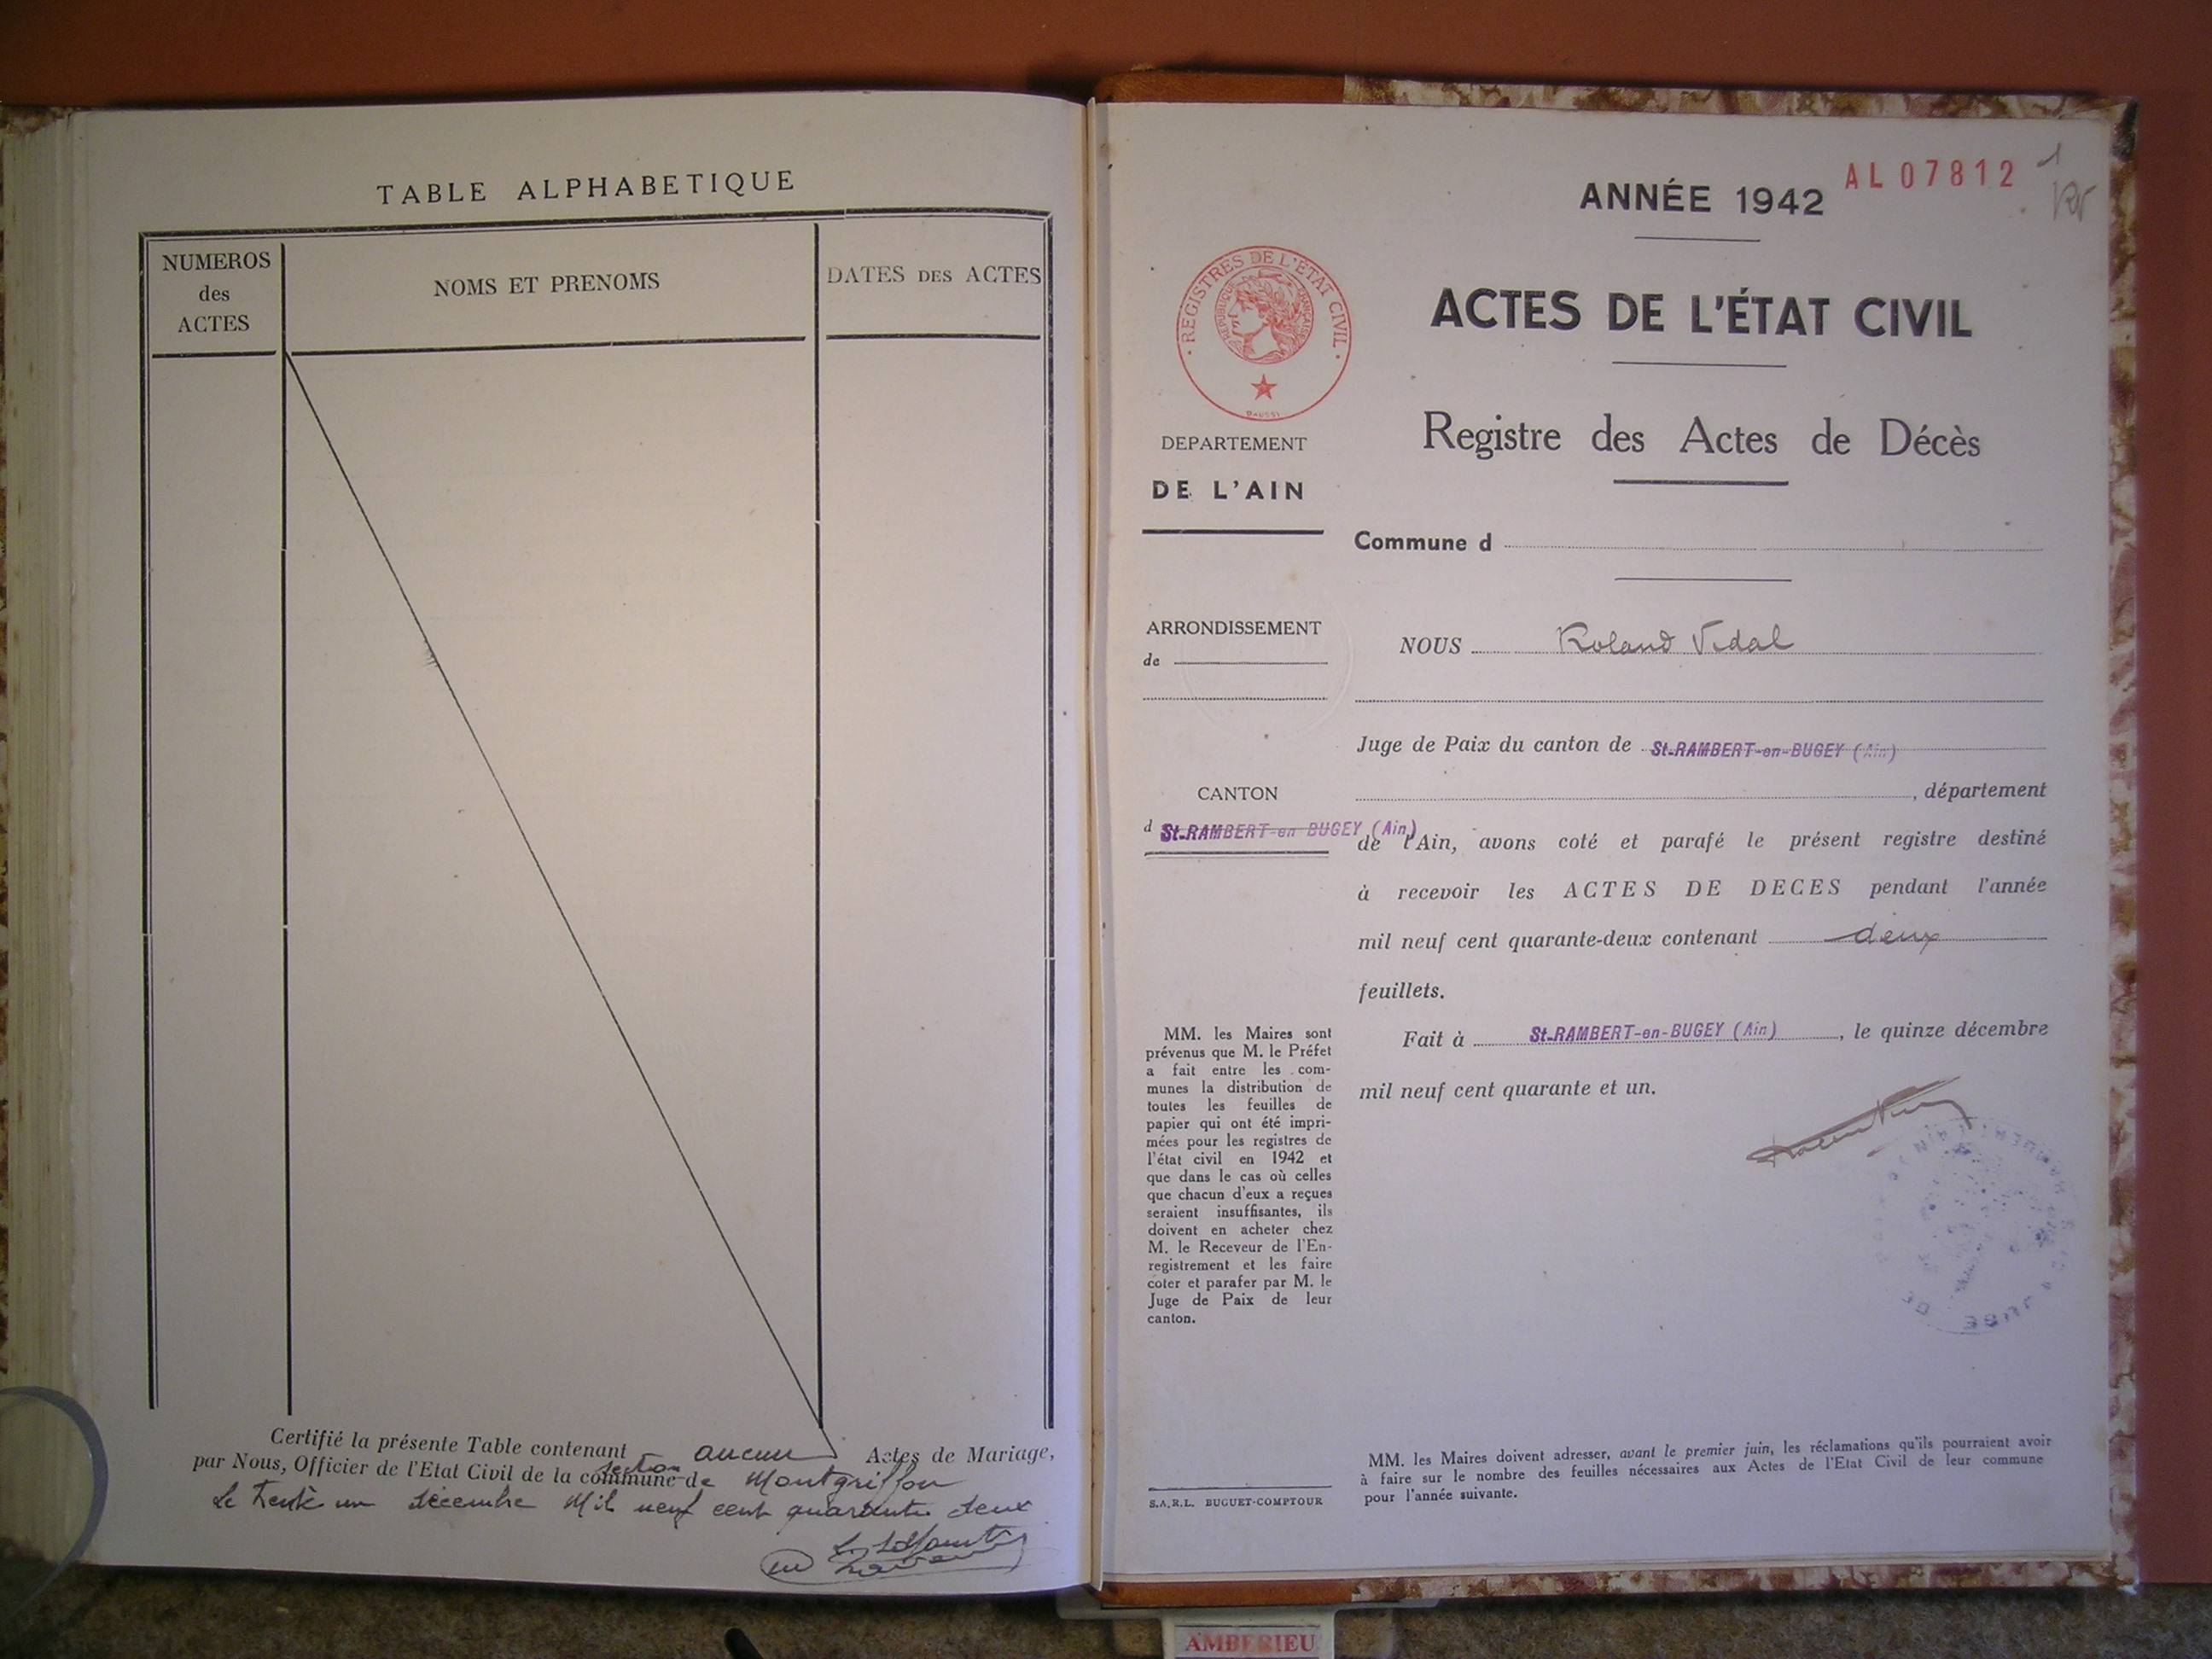 TABLE ALPHABETIQUE
NUMEROS
des
ACTES
NOMS ET PRENOMS
DATES DES ACTES
Certifié la présente Table contenant aucun Actes de Mariage,
par Nous, Officier de l'Etat Civil de la commune section de Montgriffon
Le trente un décembre Mil neuf cent quarante deux
AL 07812
1
ANNÉE 1942
ACTES DE L'ÉTAT CIVIL
Registre des Actes de Décès
· REGISTRES DE L'ÉTAT CIVIL ·
REPUBLIQUE FRANÇAISE
DEPARTEMENT
DE L'AIN
Commune d
ARRONDISSEMENT
de
NOUS Roland Vidal
Juge de Paix du canton de St-RAMBERT-en-BUGEY (Ain)
CANTON
d St-RAMBERT-en BUGEY (Ain)
, département
de l'Ain, avons coté et parafé le présent registre destiné
à recevoir les ACTES DE DECES pendant l'année
mil neuf cent quarante-deux contenant deux
feuillets.
Fait à St-RAMBERT-en-BUGEY (Ain), le quinze décembre
mil neuf cent quarante et un.
MM. les Maires sont
prévenus que M. le Préfet
a fait entre les com-
munes la distribution de
toutes les feuilles de
papier qui ont été impri-
mées pour les registres de
l'état civil en 1942 et
que dans le cas où celles
que chacun d'eux a reçues
seraient insuffisantes, ils
doivent en acheter chez
M. le Receveur de l'En-
registrement et les faire
coter et parafer par M. le
Juge de Paix de leur
canton.
S.A.R.L. BUGUET-COMPTOUR
MM. les Maires doivent adresser, avant le premier juin, les réclamations qu'ils pourraient avoir
à faire sur le nombre des feuilles nécessaires aux Actes de l'Etat Civil de leur commune
pour l'année suivante.
AMBERIEU